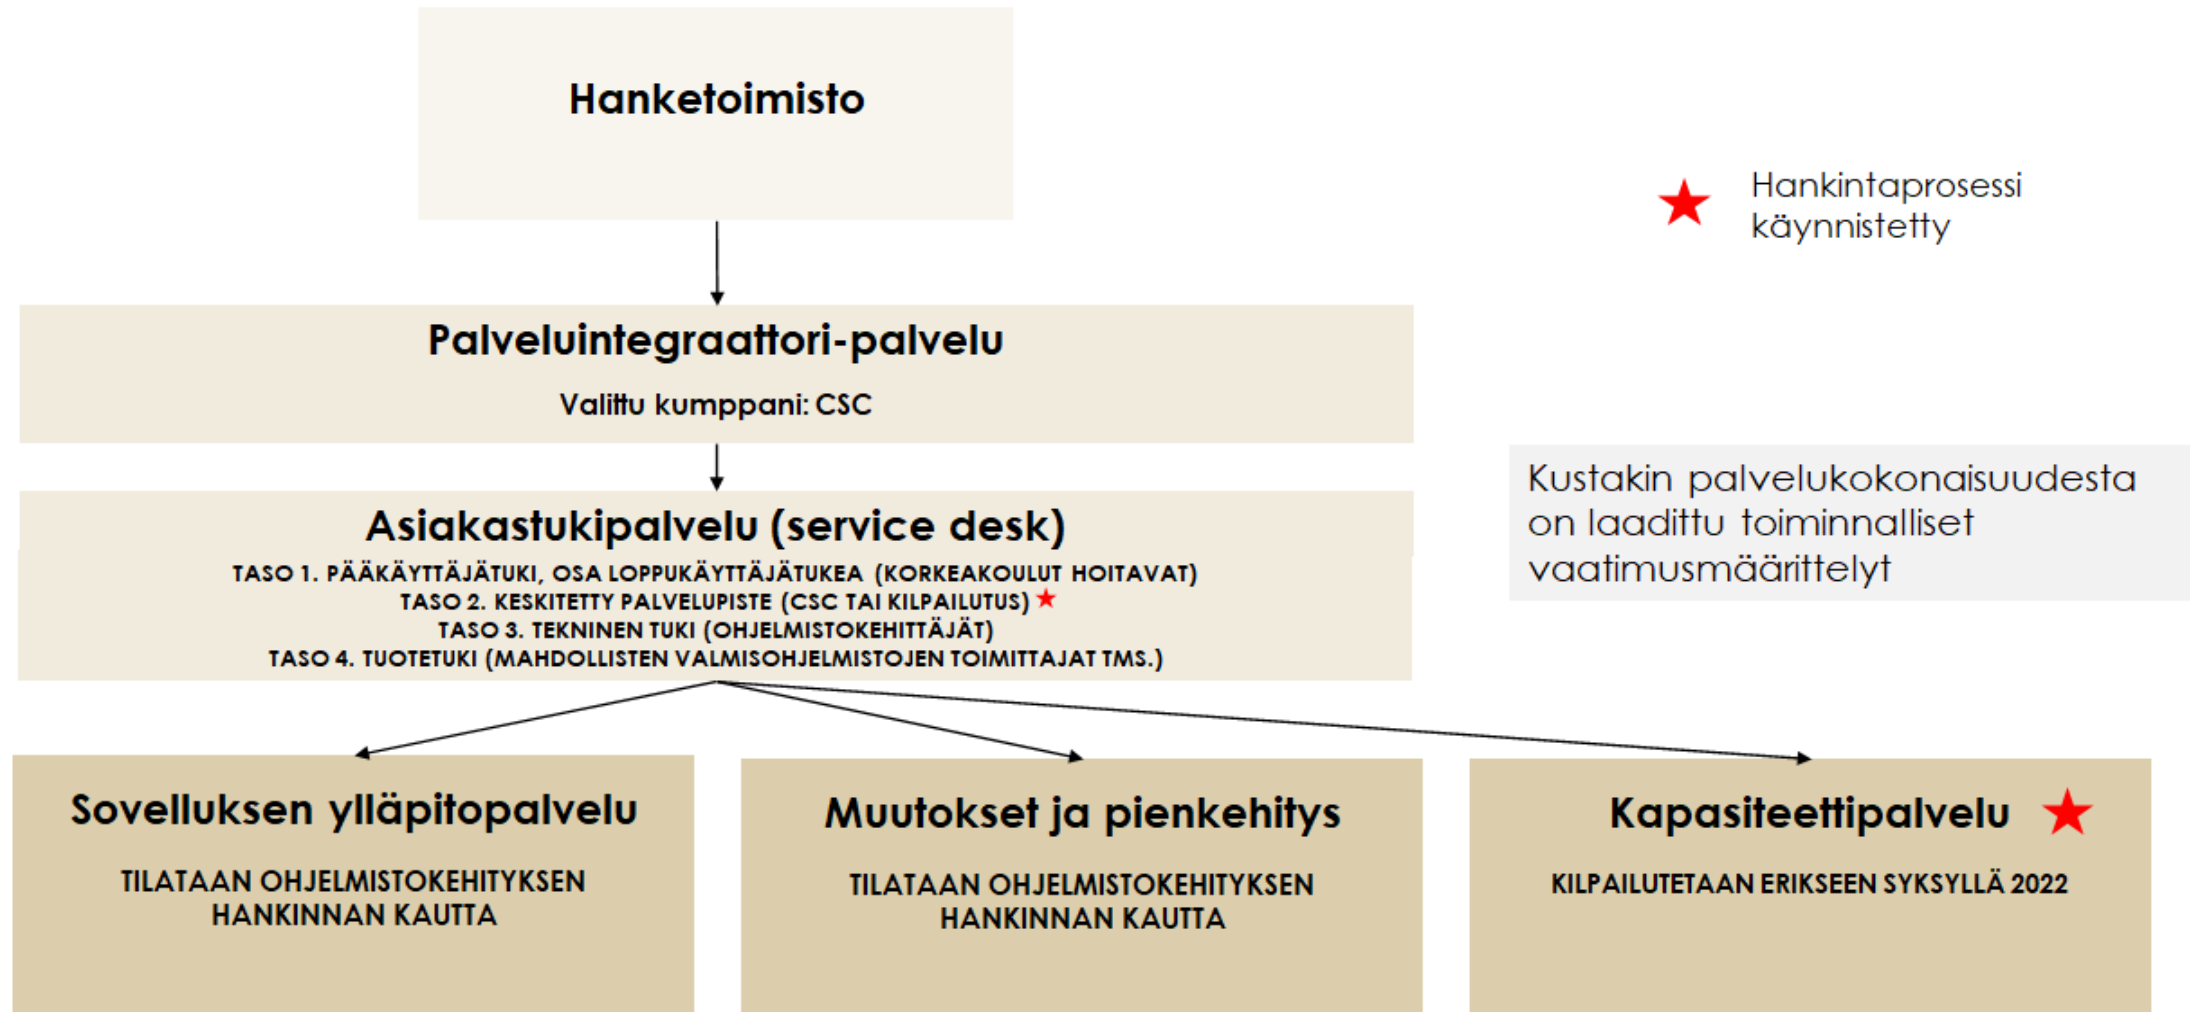 Hanketoimisto
Hankintaprosessi
käynnistetty
Palveluintegraattori-palvelu
Valittu kumppani: CSC
Kustakin palvelukokonaisuudesta
on laadittu toiminnalliset
vaatimusmäärittelyt
Asiakastukipalvelu (service desk)
TASO 1. PÄÄKÄYTTÄJÄTUKI, OSA LOPPUKÄYTTÄJÄTUKEA (KORKEAKOULUT HOITAVAT)
TASO 2. KESKITETTY PALVELUPISTE (CSC TAI KILPAILUTUS)
TASO 3. TEKNINEN TUKI (OHJELMISTOKEHITTÄJÄT)
TASO 4. TUOTETUKI (MAHDOLLISTEN VALMISOHJELMISTOJEN TOIMITTAJAT TMS.)
Sovelluksen ylläpitopalvelu
TILATAAN OHJELMISTOKEHITYKSEN
HANKINNAN KAUTTA
Muutokset ja pienkehitys
TILATAAN OHJELMISTOKEHITYKSEN
HANKINNAN KAUTTA
Kapasiteettipalvelu
KILPAILUTETAAN ERIKSEEN SYKSYLLÄ 2022